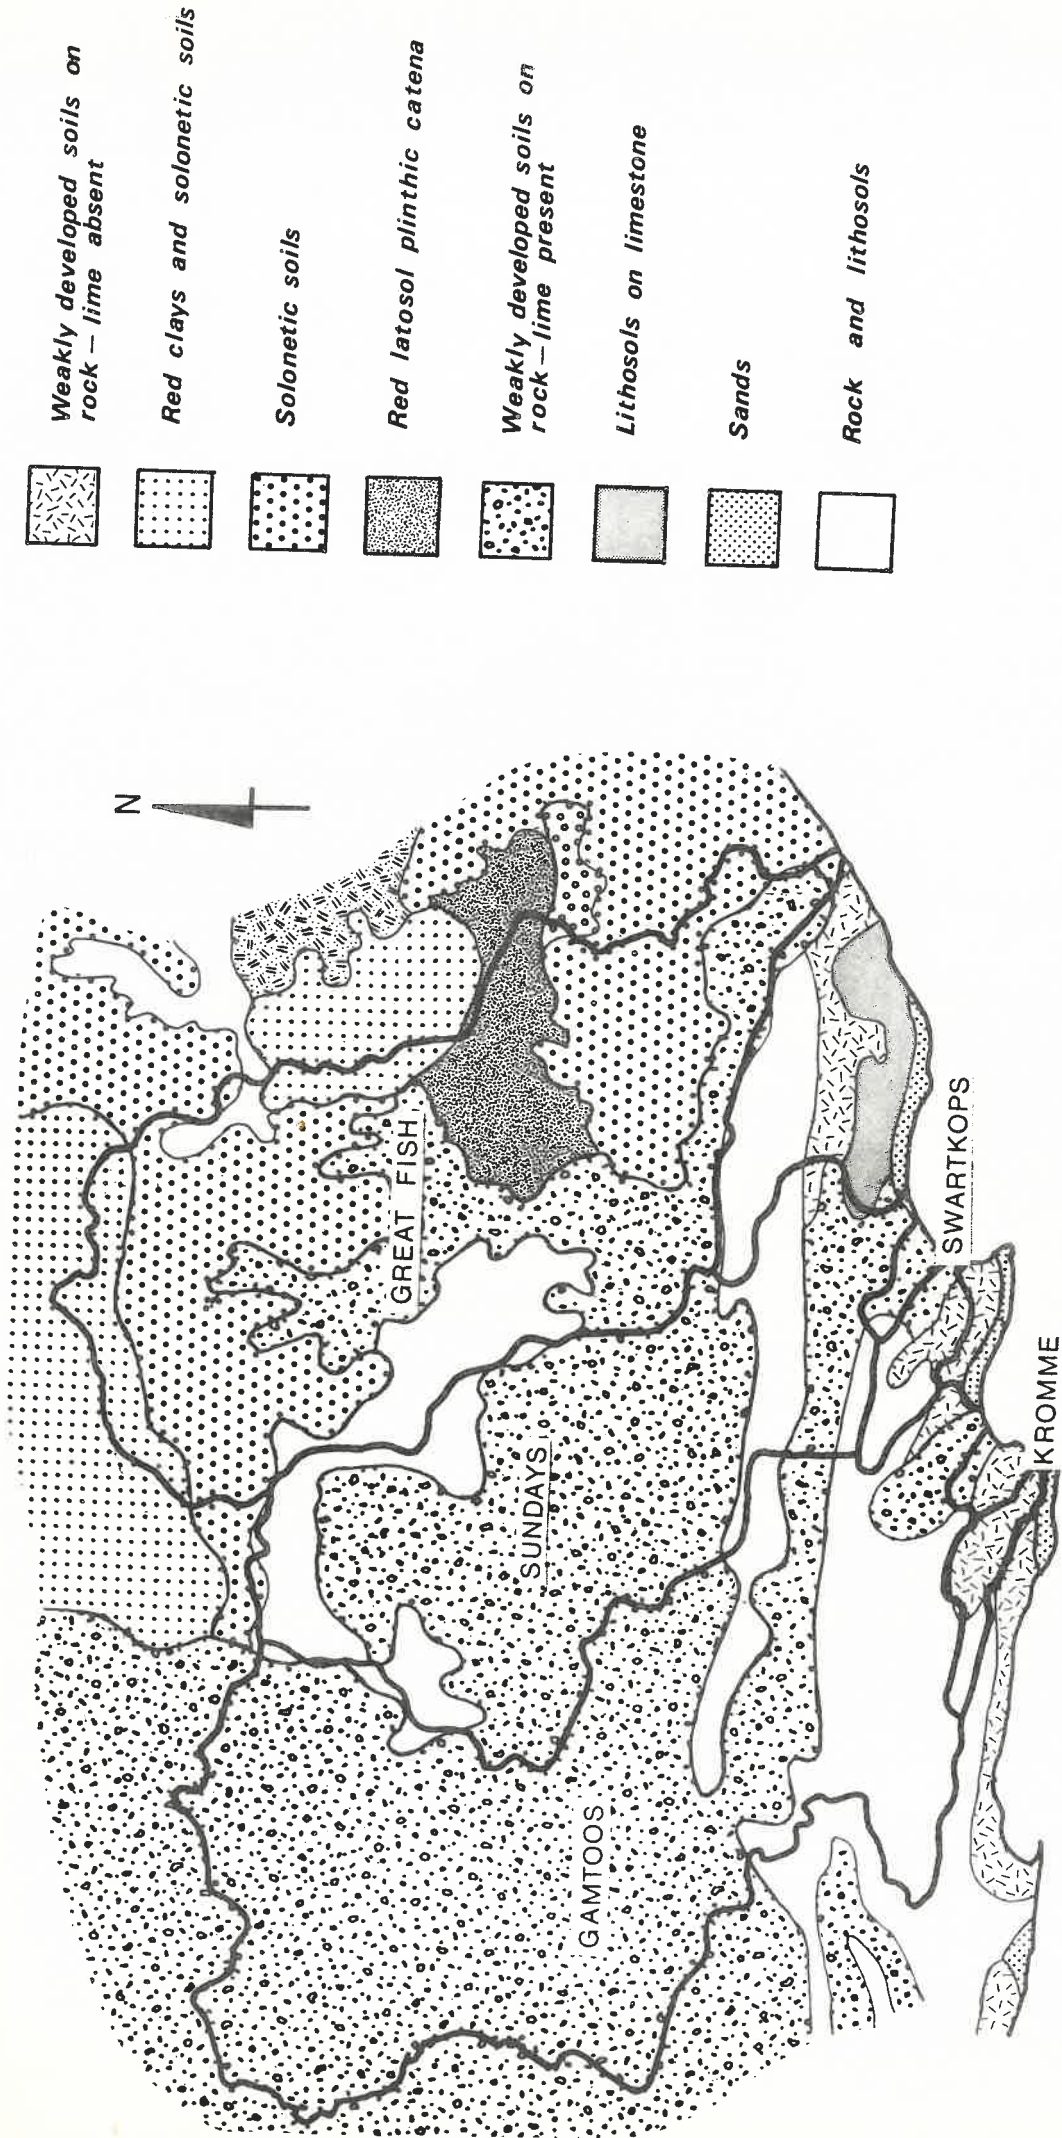 Weakly developed soils on
rock — lime absent
Red clays and solonetic soils
Solonetic soils
Red latosol plinthic catena
Weakly developed soils on
rock — lime present
Lithosols on limestone
Sands
Rock and lithosols
N
GREAT FISH
SUNDAYS
GAMTOOS
SWARTKOPS
KROMME